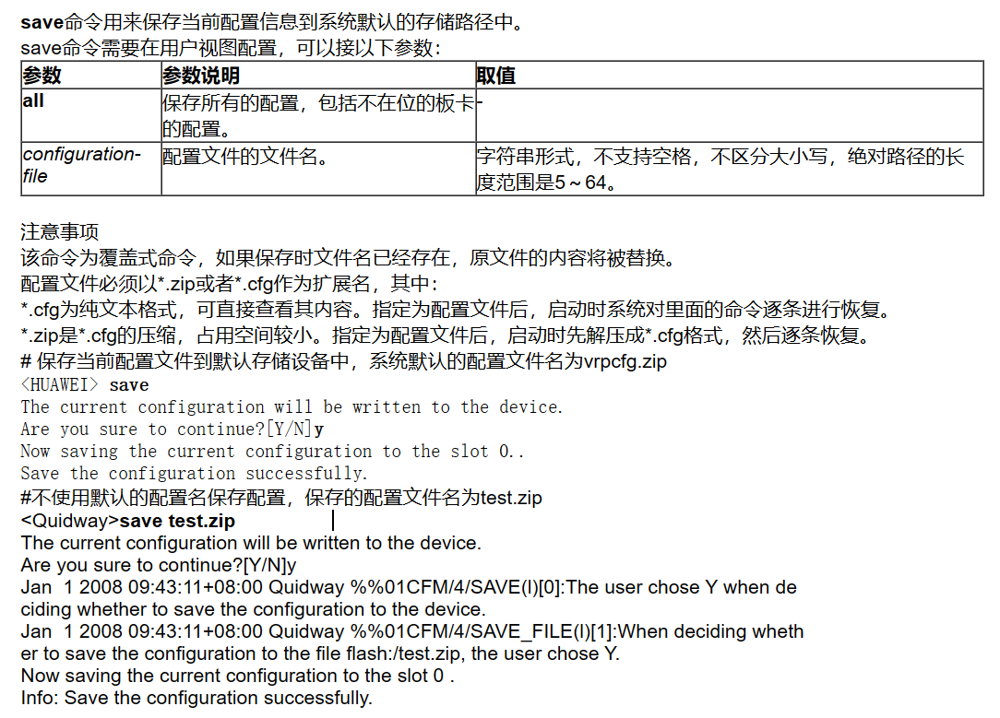 save命令用来保存当前配置信息到系统默认的存储路径中。
save命令需要在用户视图配置，可以接以下参数：
参数 参数说明 取值
all 保存所有的配置，包括不在位的板卡 -
的配置。
configuration- 配置文件的文件名。 字符串形式，不支持空格，不区分大小写，绝对路径的长
file 度范围是5～64。
注意事项
该命令为覆盖式命令，如果保存时文件名已经存在，原文件的内容将被替换。
配置文件必须以*.zip或者*.cfg作为扩展名，其中：
*.cfg为纯文本格式，可直接查看其内容。指定为配置文件后，启动时系统对里面的命令逐条进行恢复。
*.zip是*.cfg的压缩，占用空间较小。指定为配置文件后，启动时先解压成*.cfg格式，然后逐条恢复。
# 保存当前配置文件到默认存储设备中，系统默认的配置文件名为vrpcfg.zip
<HUAWEI> save
The current configuration will be written to the device.
Are you sure to continue?[Y/N]y
Now saving the current configuration to the slot 0..
Save the configuration successfully.
#不使用默认的配置名保存配置，保存的配置文件名为test.zip
<Quidway>save test.zip
The current configuration will be written to the device.
Are you sure to continue?[Y/N]y
Jan  1 2008 09:43:11+08:00 Quidway %%01CFM/4/SAVE(l)[0]:The user chose Y when de
ciding whether to save the configuration to the device.
Jan  1 2008 09:43:11+08:00 Quidway %%01CFM/4/SAVE_FILE(l)[1]:When deciding wheth
er to save the configuration to the file flash:/test.zip, the user chose Y.
Now saving the current configuration to the slot 0 .
Info: Save the configuration successfully.